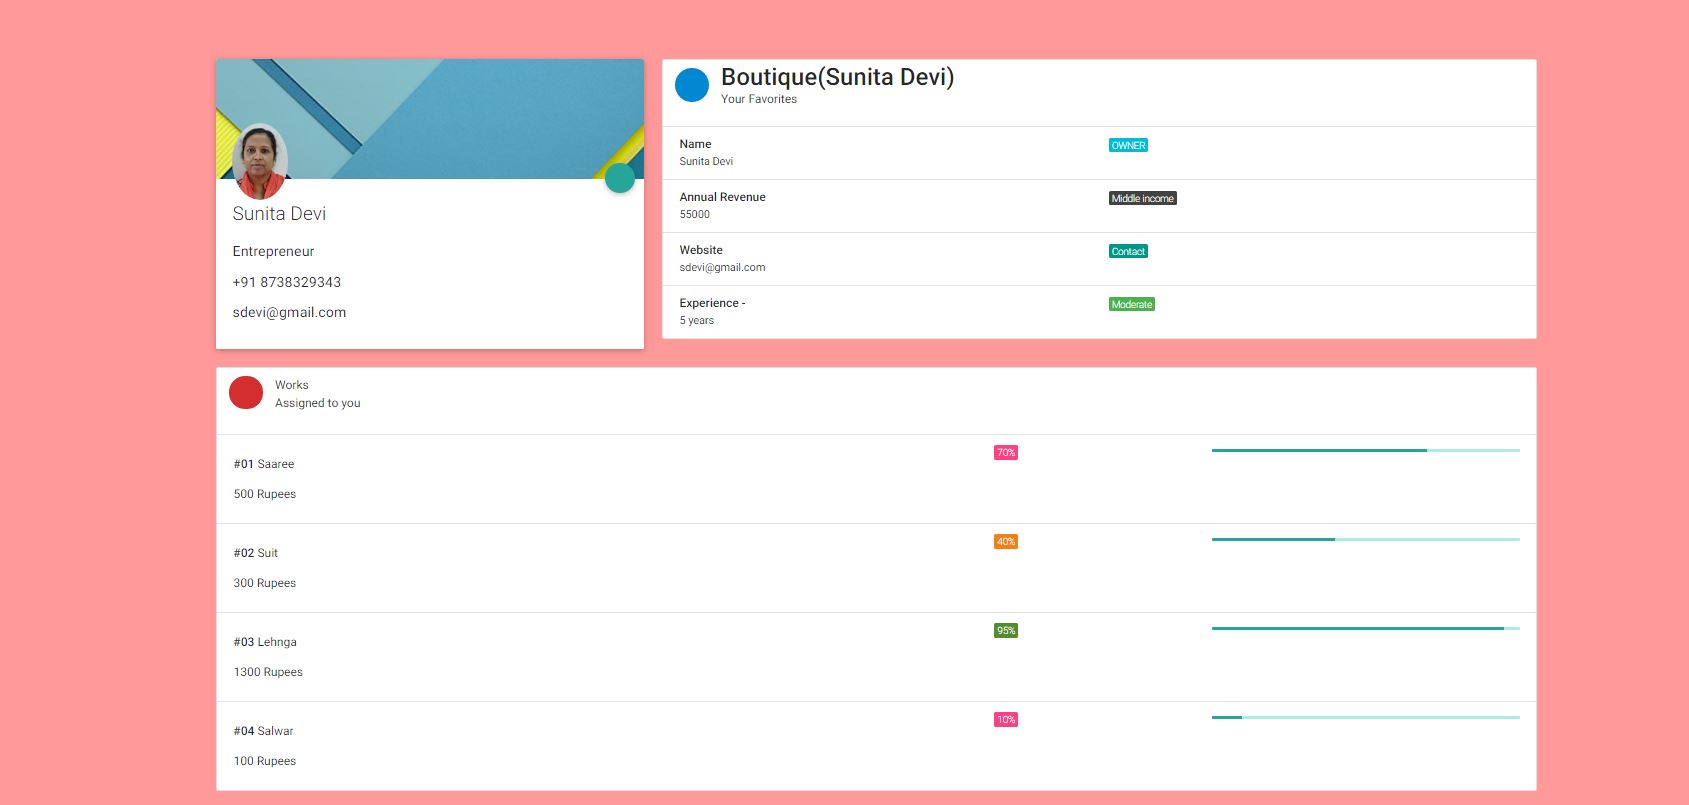 Sunita Devi
Entrepreneur
+91 8738329343
sdevi@gmail.com
Boutique(Sunita Devi)
Your Favorites
Name
Sunita Devi
OWNER
Annual Revenue
55000
Middle income
Website
sdevi@gmail.com
Contact
Experience -
5 years
Moderate
Works
Assigned to you
#01 Saaree
500 Rupees
70%
#02 Suit
300 Rupees
40%
#03 Lehnga
1300 Rupees
95%
#04 Salwar
100 Rupees
10%